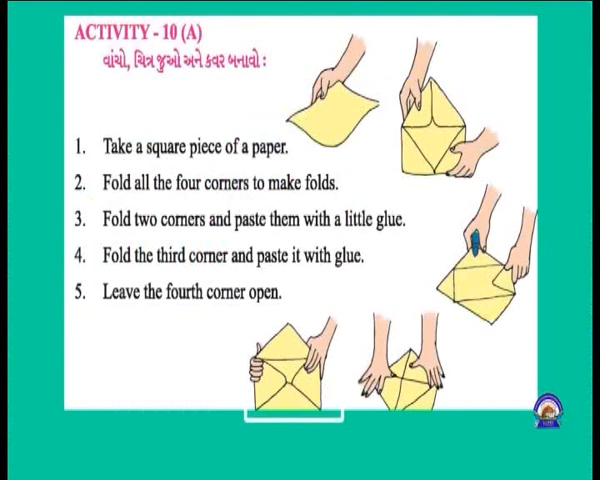 ACTIVITY - 10 (A)
વાંચો, ચિત્ર જુઓ અને કવર બનાવો :
1. Take a square piece of a paper.
2. Fold all the four corners to make folds.
3. Fold two corners and paste them with a little glue.
4. Fold the third corner and paste it with glue.
5. Leave the fourth corner open.